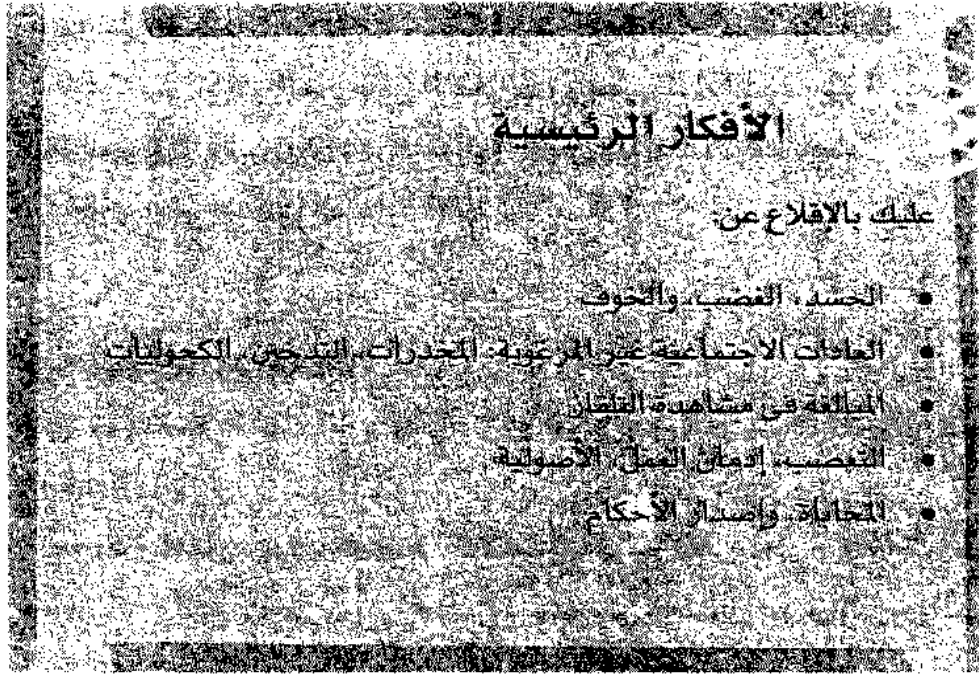 الأفكار الرئيسية
عليك بالإقلاع عن:
• الحسد، الغضب، والخوف
• العادات الاجتماعية غير المرغوبة: المخدرات، التدخين، الكحوليات
• المبالغة فى مشاهدة التلفاز
• التعصب، إدمان العمل، الأصولية
• المحاباة، وإصدار الأحكام